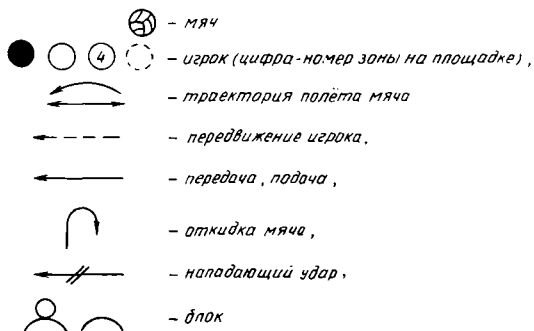 - мяч
4 - игрок (цифра-номер зоны на площадке),
- траектория полёта мяча
- передвижение игрока,
- передача, подача,
- откидка мяча,
- нападающий удар,
- блок